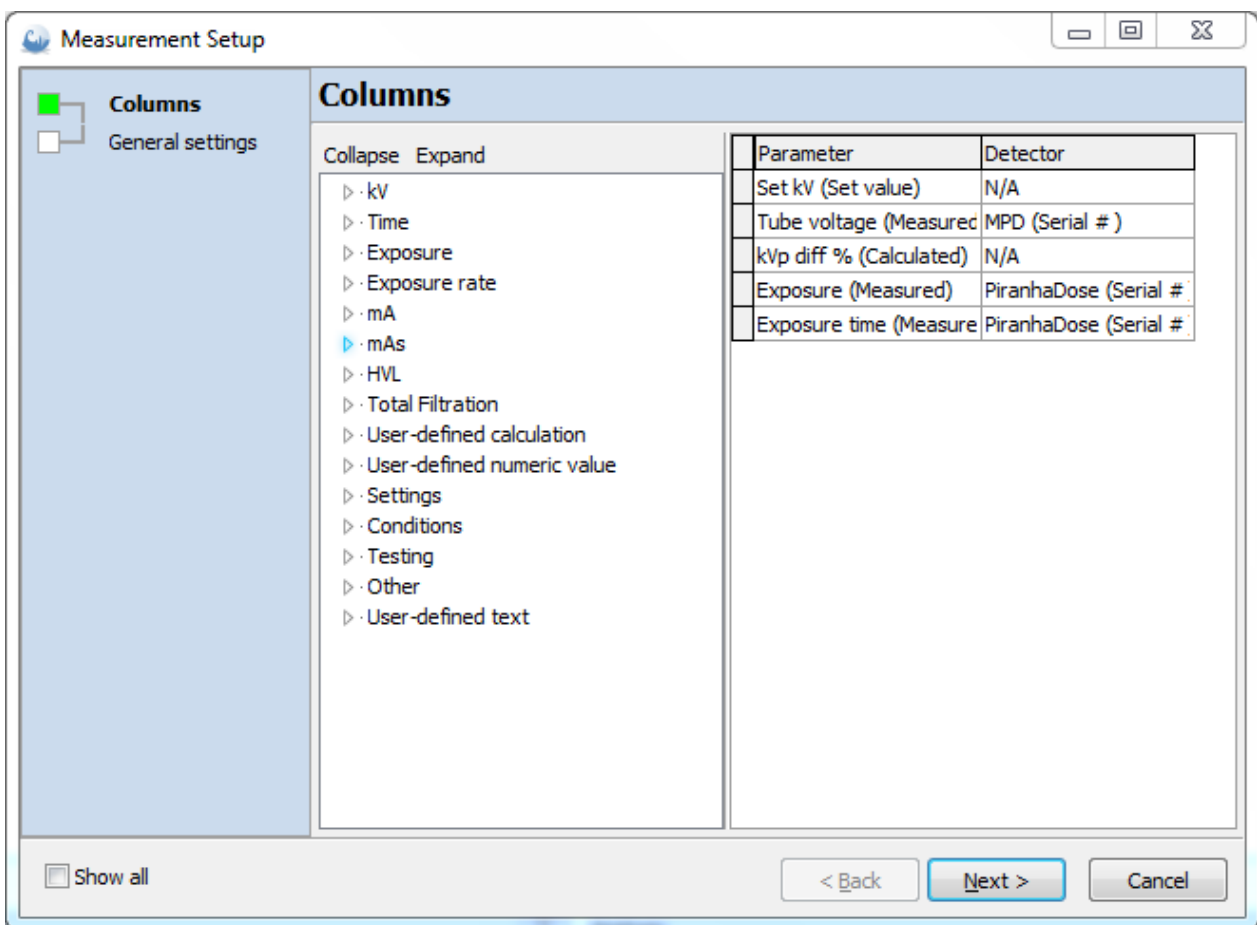 Measurement Setup
Columns
General settings
Columns
Collapse Expand
kV
Time
Exposure
Exposure rate
mA
mAs
HVL
Total Filtration
User-defined calculation
User-defined numeric value
Settings
Conditions
Testing
Other
User-defined text
Parameter Detector
Set kV (Set value) N/A
Tube voltage (Measured MPD (Serial # )
kVp diff % (Calculated) N/A
Exposure (Measured) PiranhaDose (Serial #
Exposure time (Measure PiranhaDose (Serial #
Show all
< Back Next > Cancel